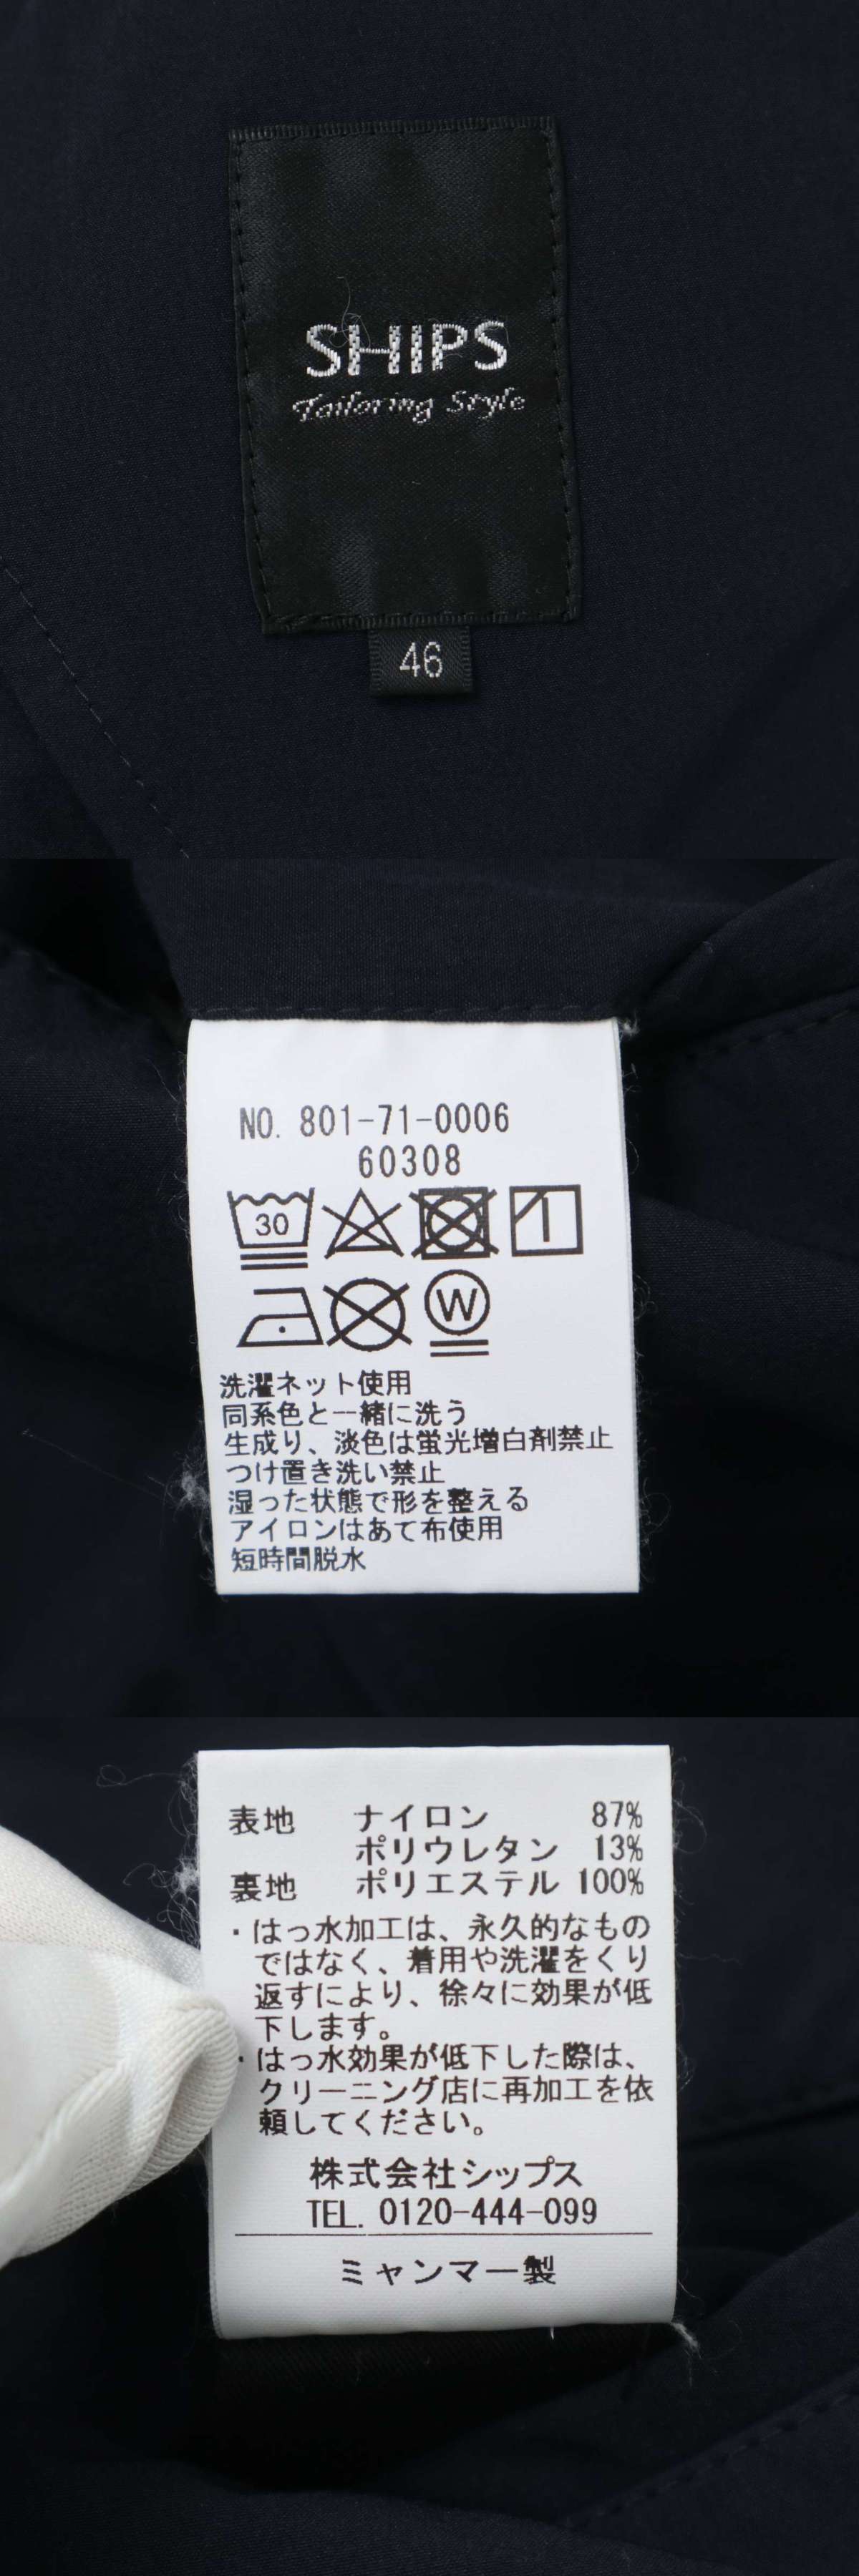 SHIPS
Tailoring Style
46
NO. 801-71-0006
60308
30
W
洗濯ネット使用
同系色と一緒に洗う
生成り、淡色は蛍光増白剤禁止
つけ置き洗い禁止
湿った状態で形を整える
アイロンはあて布使用
短時間脱水
表地 ナイロン 87%
ポリウレタン 13%
裏地 ポリエステル 100%
・はっ水加工は、永久的なもの
ではなく、着用や洗濯をくり
返すにより、徐々に効果が低
下します。
・はっ水効果が低下した際は、
クリーニング店に再加工を依
頼してください。
株式会社シップス
TEL. 0120-444-099
ミャンマー製